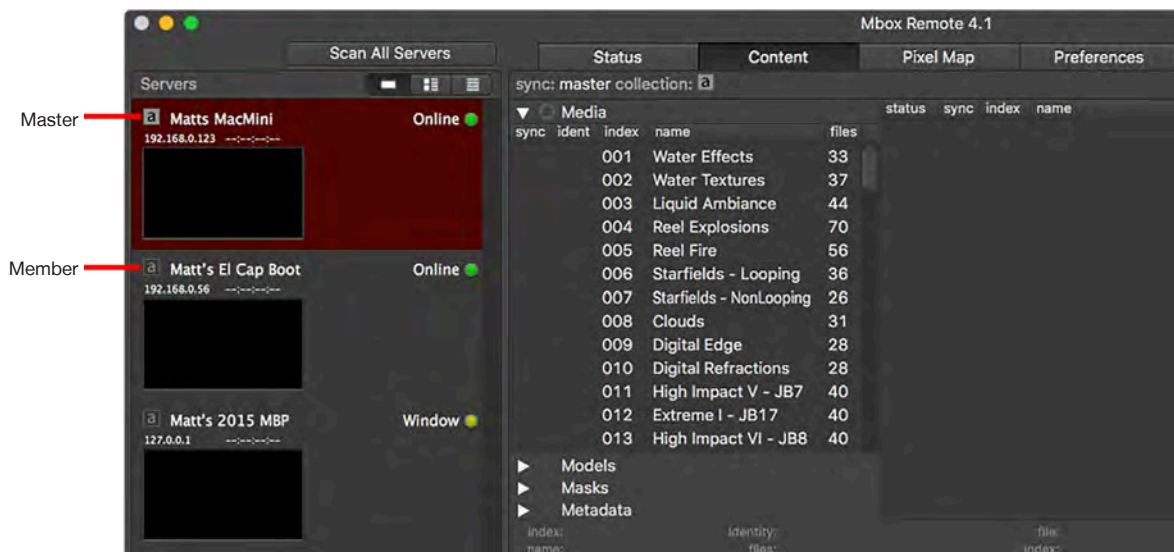 Mbox Remote 4.1
Scan All Servers
Status
Content
Pixel Map
Preferences
Servers
sync: master collection: a
Master
a Matts MacMini Online
192.168.0.123 --:--:--:--
Member
a Matt's El Cap Boot Online
192.168.0.56 --:--:--:--
a Matt's 2015 MBP Window
127.0.0.1 --:--:--:--
Media
sync ident index name files
001 Water Effects 33
002 Water Textures 37
003 Liquid Ambiance 44
004 Reel Explosions 70
005 Reel Fire 56
006 Starfields - Looping 36
007 Starfields - NonLooping 26
008 Clouds 31
009 Digital Edge 28
010 Digital Refractions 28
011 High Impact V - JB7 40
012 Extreme I - JB17 40
013 High Impact VI - JB8 40
Models
Masks
Metadata
status sync index name
index: identity: file:
name: files: index: